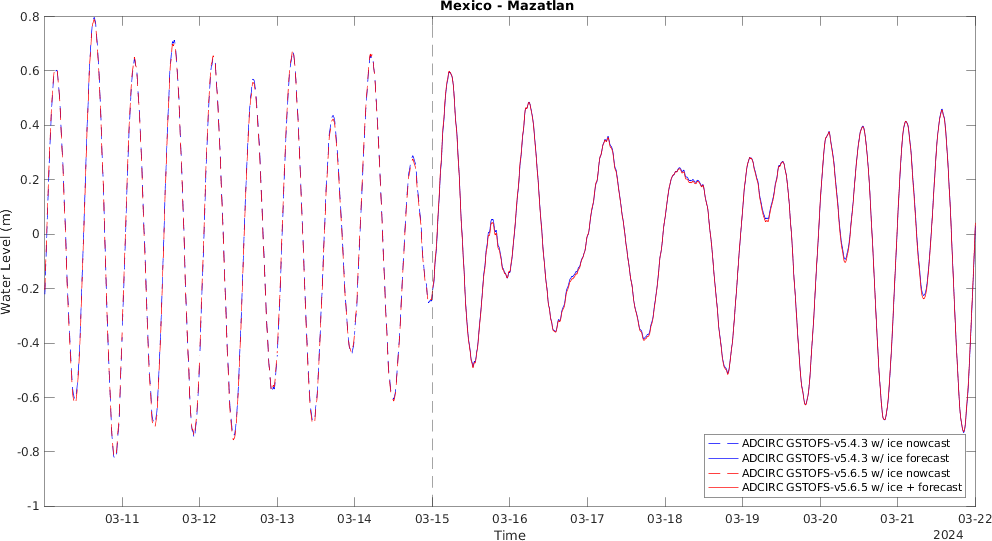 Mexico - Mazatlan
Water Level (m)
0.8
0.6
0.4
0.2
0
-0.2
-0.4
-0.6
-0.8
-1
ADCIRC GSTOFS-v5.4.3 w/ ice nowcast
ADCIRC GSTOFS-v5.4.3 w/ ice forecast
ADCIRC GSTOFS-v5.6.5 w/ ice nowcast
ADCIRC GSTOFS-v5.6.5 w/ ice + forecast
03-11 03-12 03-13 03-14 03-15 03-16 03-17 03-18 03-19 03-20 03-21 03-22
Time
2024